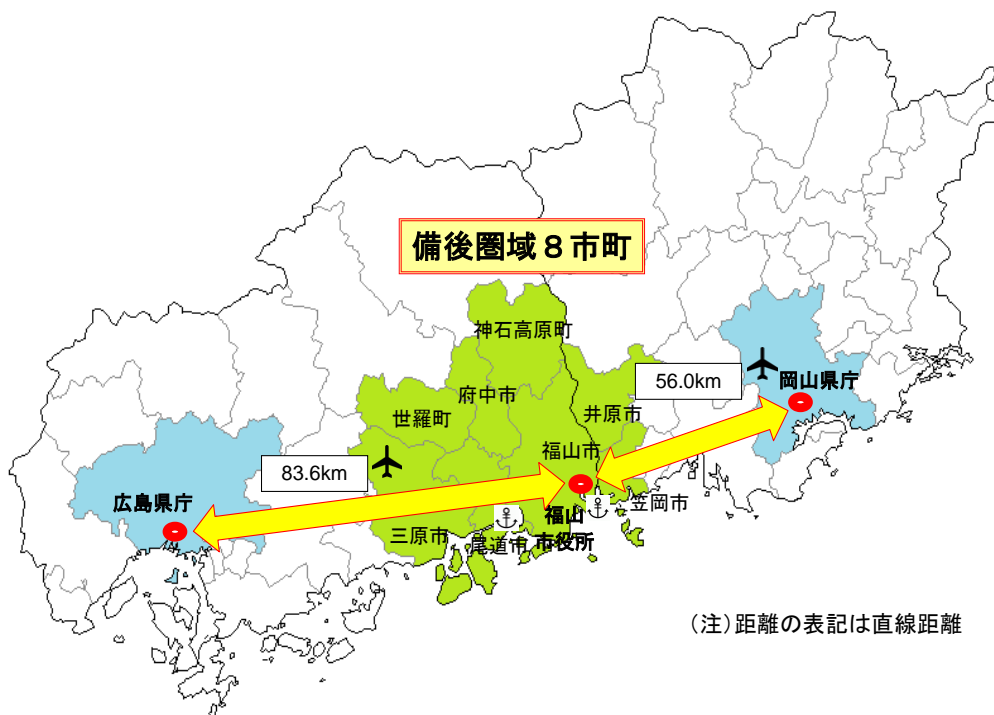 備後圏域８市町
神石高原町
56.0km
岡山県庁
府中市
世羅町
井原市
福山市
83.6km
広島県庁
笠岡市
福山
市役所
三原市
尾道市
（注）距離の表記は直線距離